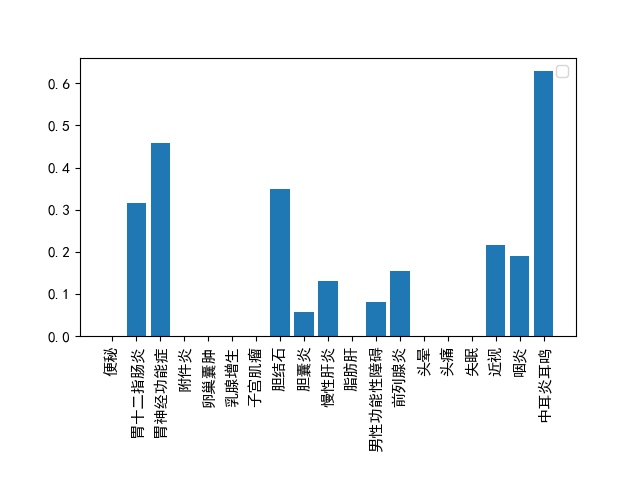 0.6
0.5
0.4
0.3
0.2
0.1
0.0
便秘
胃十二指肠炎
胃神经功能症
附件炎
卵巢囊肿
乳腺增生
子宫肌瘤
胆结石
胆囊炎
慢性肝炎
脂肪肝
男性功能性障碍
前列腺炎
头晕
头痛
失眠
近视
咽炎
中耳炎耳鸣